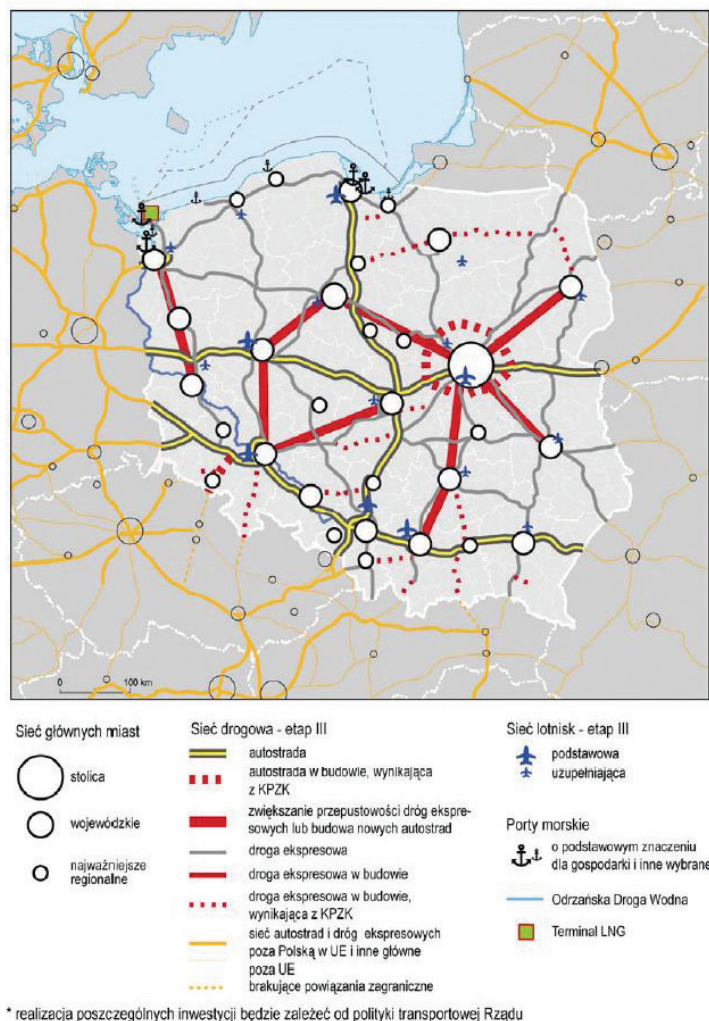 0 100 km
Sieć głównych miast
stolica
wojewódzkie
najważniejsze
regionalne
Sieć drogowa - etap III
autostrada
autostrada w budowie, wynikająca
z KPZK
zwiększanie przepustowości dróg ekspre-
sowych lub budowa nowych autostrad
droga ekspresowa
droga ekspresowa w budowie
droga ekspresowa w budowie,
wynikająca z KPZK
sieć autostrad i dróg ekspresowych
poza Polską w UE i inne główne
poza UE
brakujące powiązania zagraniczne
Sieć lotnisk - etap III
podstawowa
uzupełniająca
Porty morskie
o podstawowym znaczeniu
dla gospodarki i inne wybrane
Odrzańska Droga Wodna
Terminal LNG
* realizacja poszczególnych inwestycji będzie zależeć od polityki transportowej Rządu